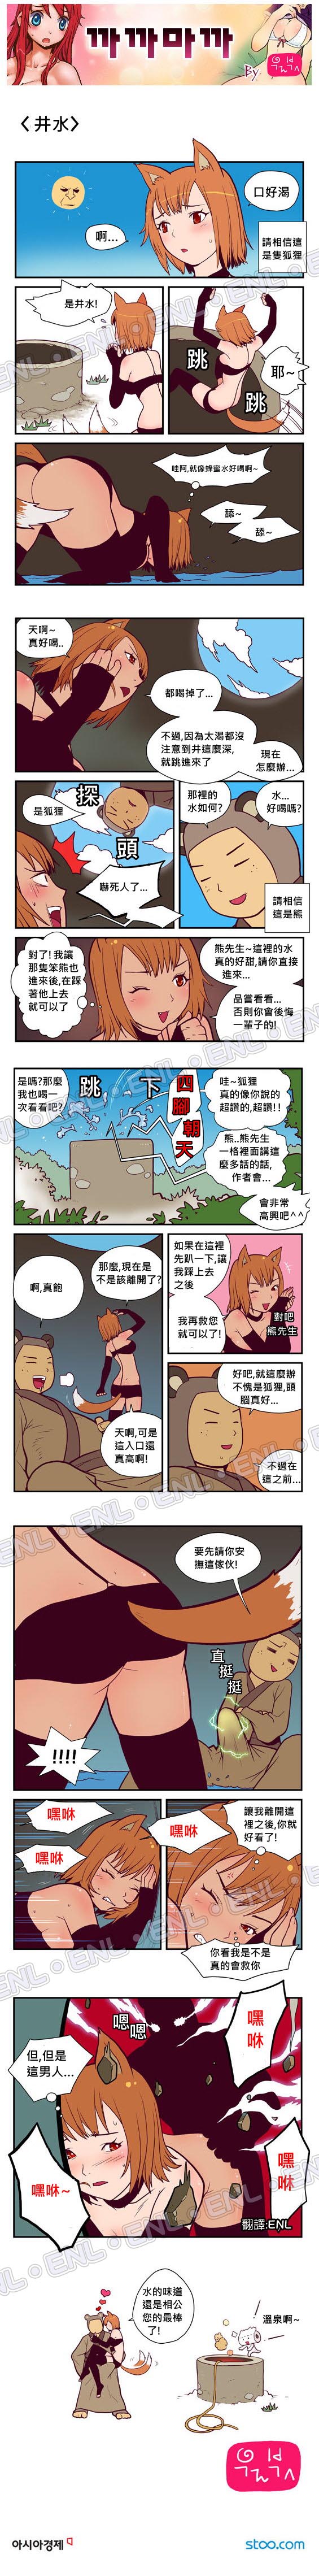 까까마까
By.
윤싮
〈 井水〉
口好渴
啊...
請相信這
是隻狐狸
是井水!
跳
跳
耶~
哇阿,就像蜂蜜水好喝啊~
舔~
舔~
天啊~
真好喝..
都喝掉了...
不過,因為太渴都沒
注意到井這麼深,
就跳進來了
現在
怎麼辦...
是狐狸
探
頭
嚇死人了...
那裡的
水如何?
水...
好喝嗎?
請相信
這是熊
對了! 我讓
那隻笨熊也
進來後,在踩
著他上去
就可以了
熊先生~這裡的水
真的好甜,請你直接
進來...
品嘗看看...
否則你會後悔
一輩子的!
是嗎?那麼
我也喝一
次看看吧?
跳
下
四
腳
朝
天
哇~狐狸
真的像你說的
超讚的,超讚!!
熊..熊先生
一格裡面講這
麼多話的話,
作者會...
會非常
高興吧^^
啊,真飽
那麼,現在是
不是該離開了?
天啊,可是
這入口還
真高啊!
如果在這裡
先趴一下,讓
我踩上去
之後
我再救您
就可以了!
對吧
熊先生
好吧,就這麼辦
不愧是狐狸,頭
腦真好...
不過在
這之前...
要先請你安
撫這傢伙!
直
挺
挺
!!!!
嘿咻
嘿咻
嘿咻
讓我離開這
裡之後,你就
好看了!
你看我是不是
真的會救你
嗯
嗯
嘿
咻
但,但是
這男人...
嘿
咻
嘿咻~
翻譯:ENL
水的味道
還是相公
您的最棒
了!
溫泉啊~
아시아경제
stoo.com